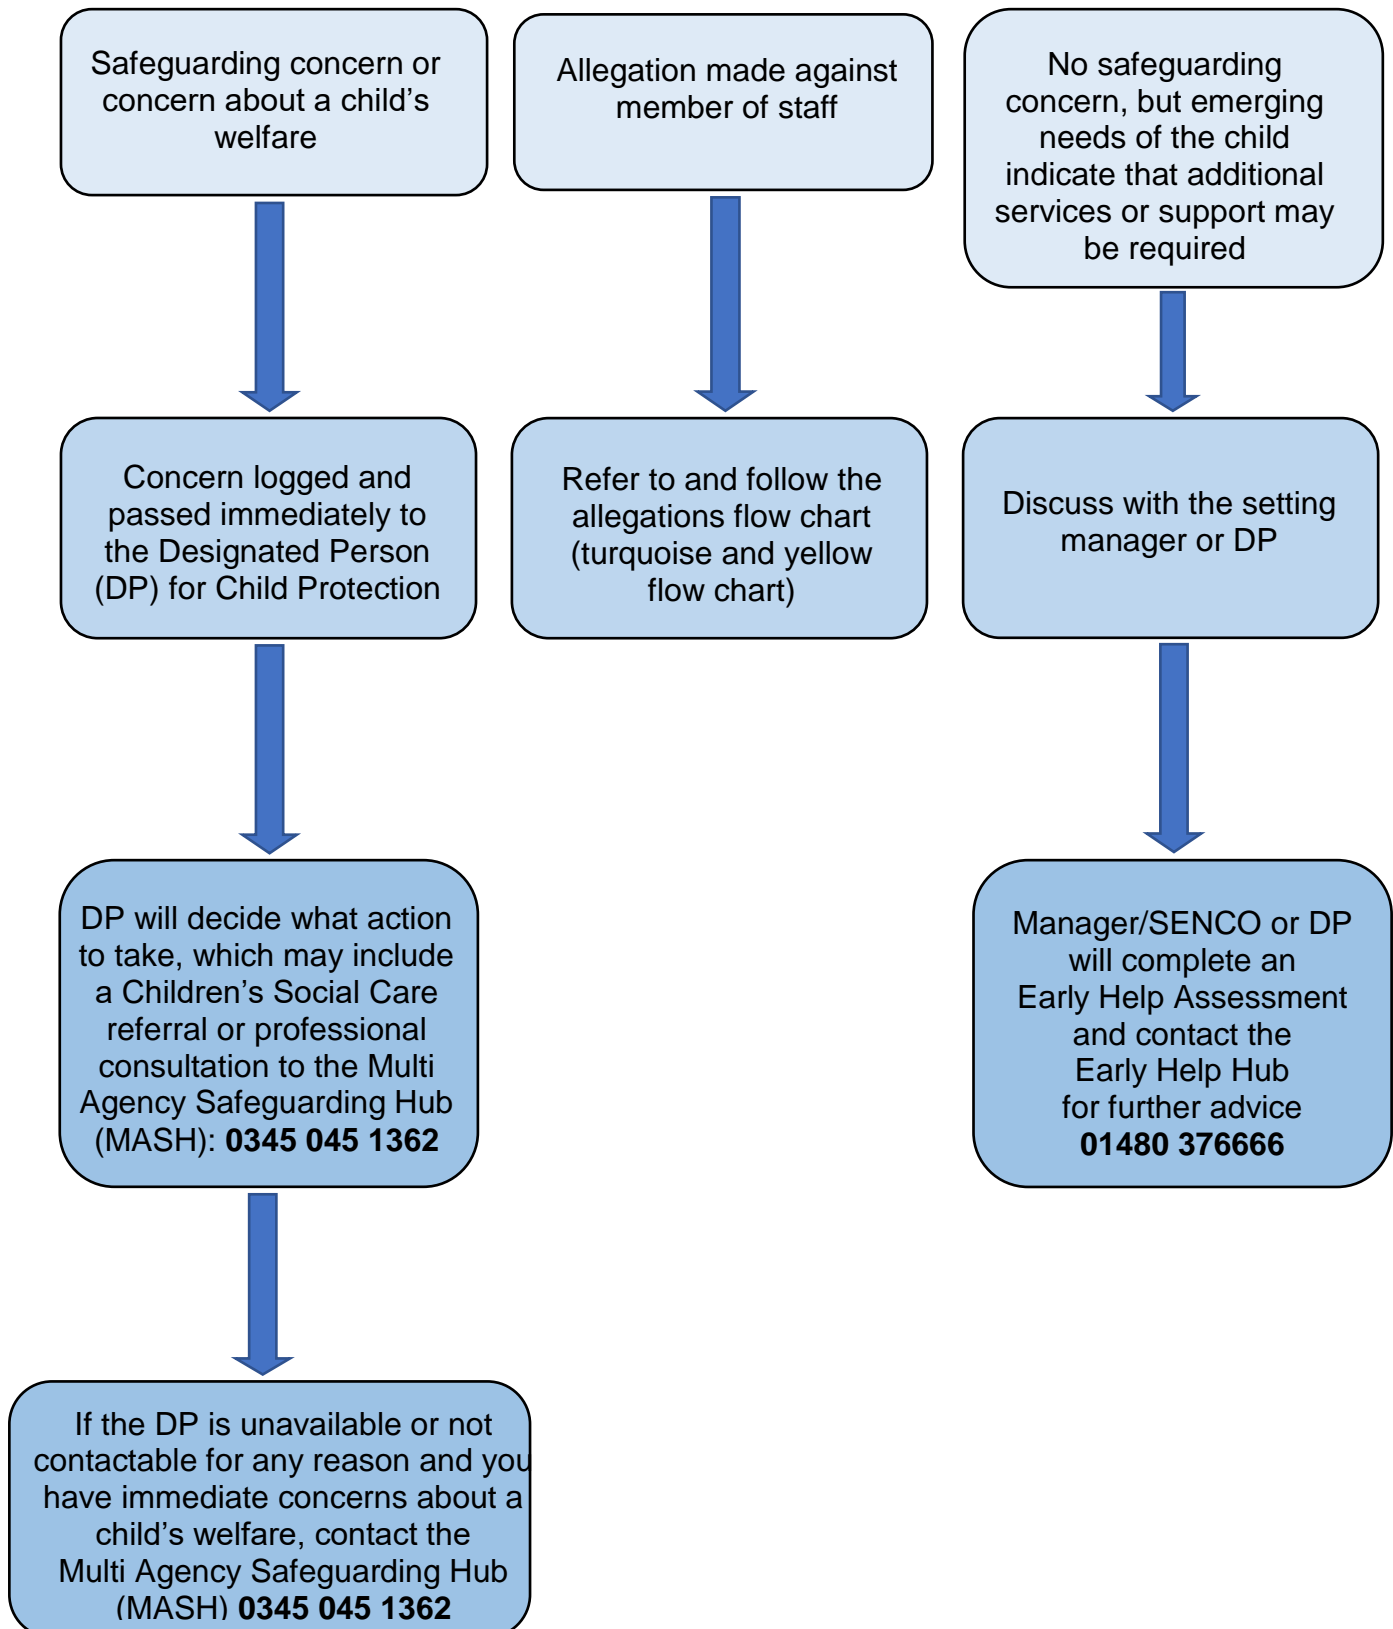 Safeguarding concern or
concern about a child’s
welfare
Allegation made against
member of staff
No safeguarding
concern, but emerging
needs of the child
indicate that additional
services or support may
be required
Concern logged and
passed immediately to
the Designated Person
(DP) for Child Protection
Refer to and follow the
allegations flow chart
(turquoise and yellow
flow chart)
Discuss with the setting
manager or DP
DP will decide what action
to take, which may include
a Children’s Social Care
referral or professional
consultation to the Multi
Agency Safeguarding Hub
(MASH): 0345 045 1362
Manager/SENCO or DP
will complete an
Early Help Assessment
and contact the
Early Help Hub
for further advice
01480 376666
If the DP is unavailable or not
contactable for any reason and you
have immediate concerns about a
child’s welfare, contact the
Multi Agency Safeguarding Hub
(MASH) 0345 045 1362